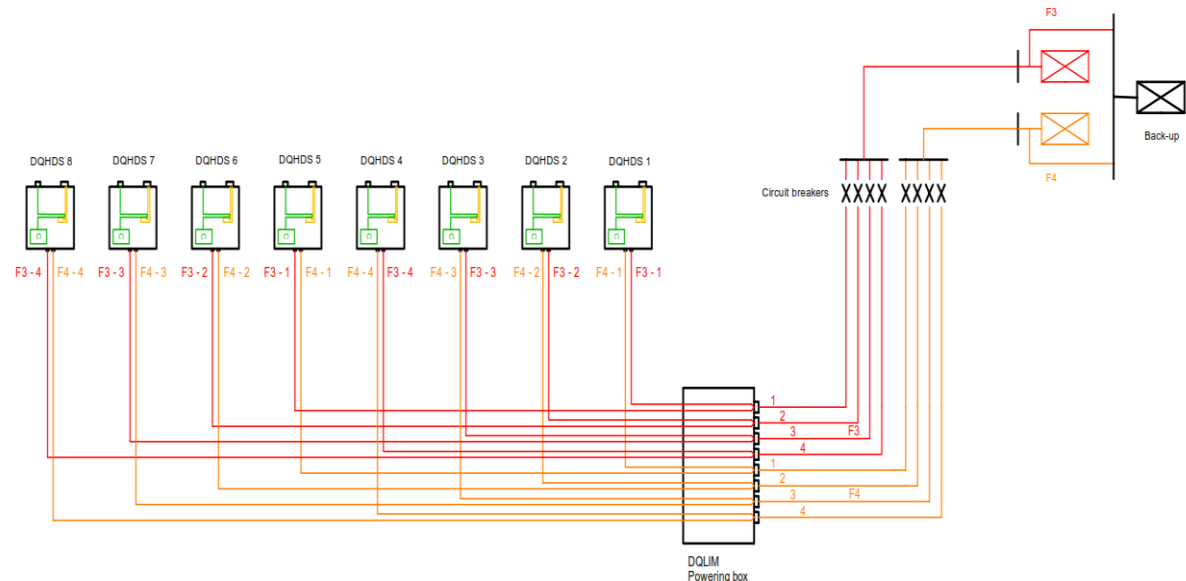 F3
Back-up
F4
DQHDS 8
DQHDS 7
DQHDS 6
DQHDS 5
DQHDS 4
DQHDS 3
DQHDS 2
DQHDS 1
Circuit breakers
F3 - 4 F4 - 4
F3 - 3 F4 - 3
F3 - 2 F4 - 2
F3 - 1 F4 - 1
F4 - 4 F3 - 4
F4 - 3 F3 - 3
F4 - 2 F3 - 2
F4 - 1 F3 - 1
1
2
3 F3
4
1
2
3 F4
4
DQLIM
Powering box